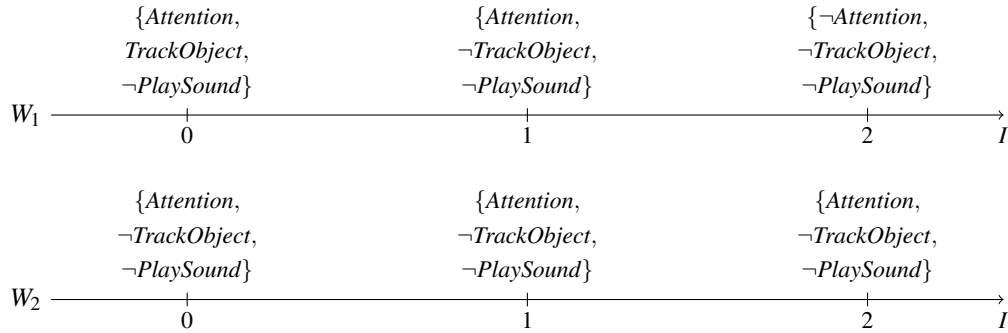 {Attention, {Attention, {¬Attention,
TrackObject, ¬TrackObject, ¬TrackObject,
¬PlaySound} ¬PlaySound} ¬PlaySound}
W₁
0 1 2 I
{Attention, {Attention, {Attention,
¬TrackObject, ¬TrackObject, ¬TrackObject,
¬PlaySound} ¬PlaySound} ¬PlaySound}
W₂
0 1 2 I